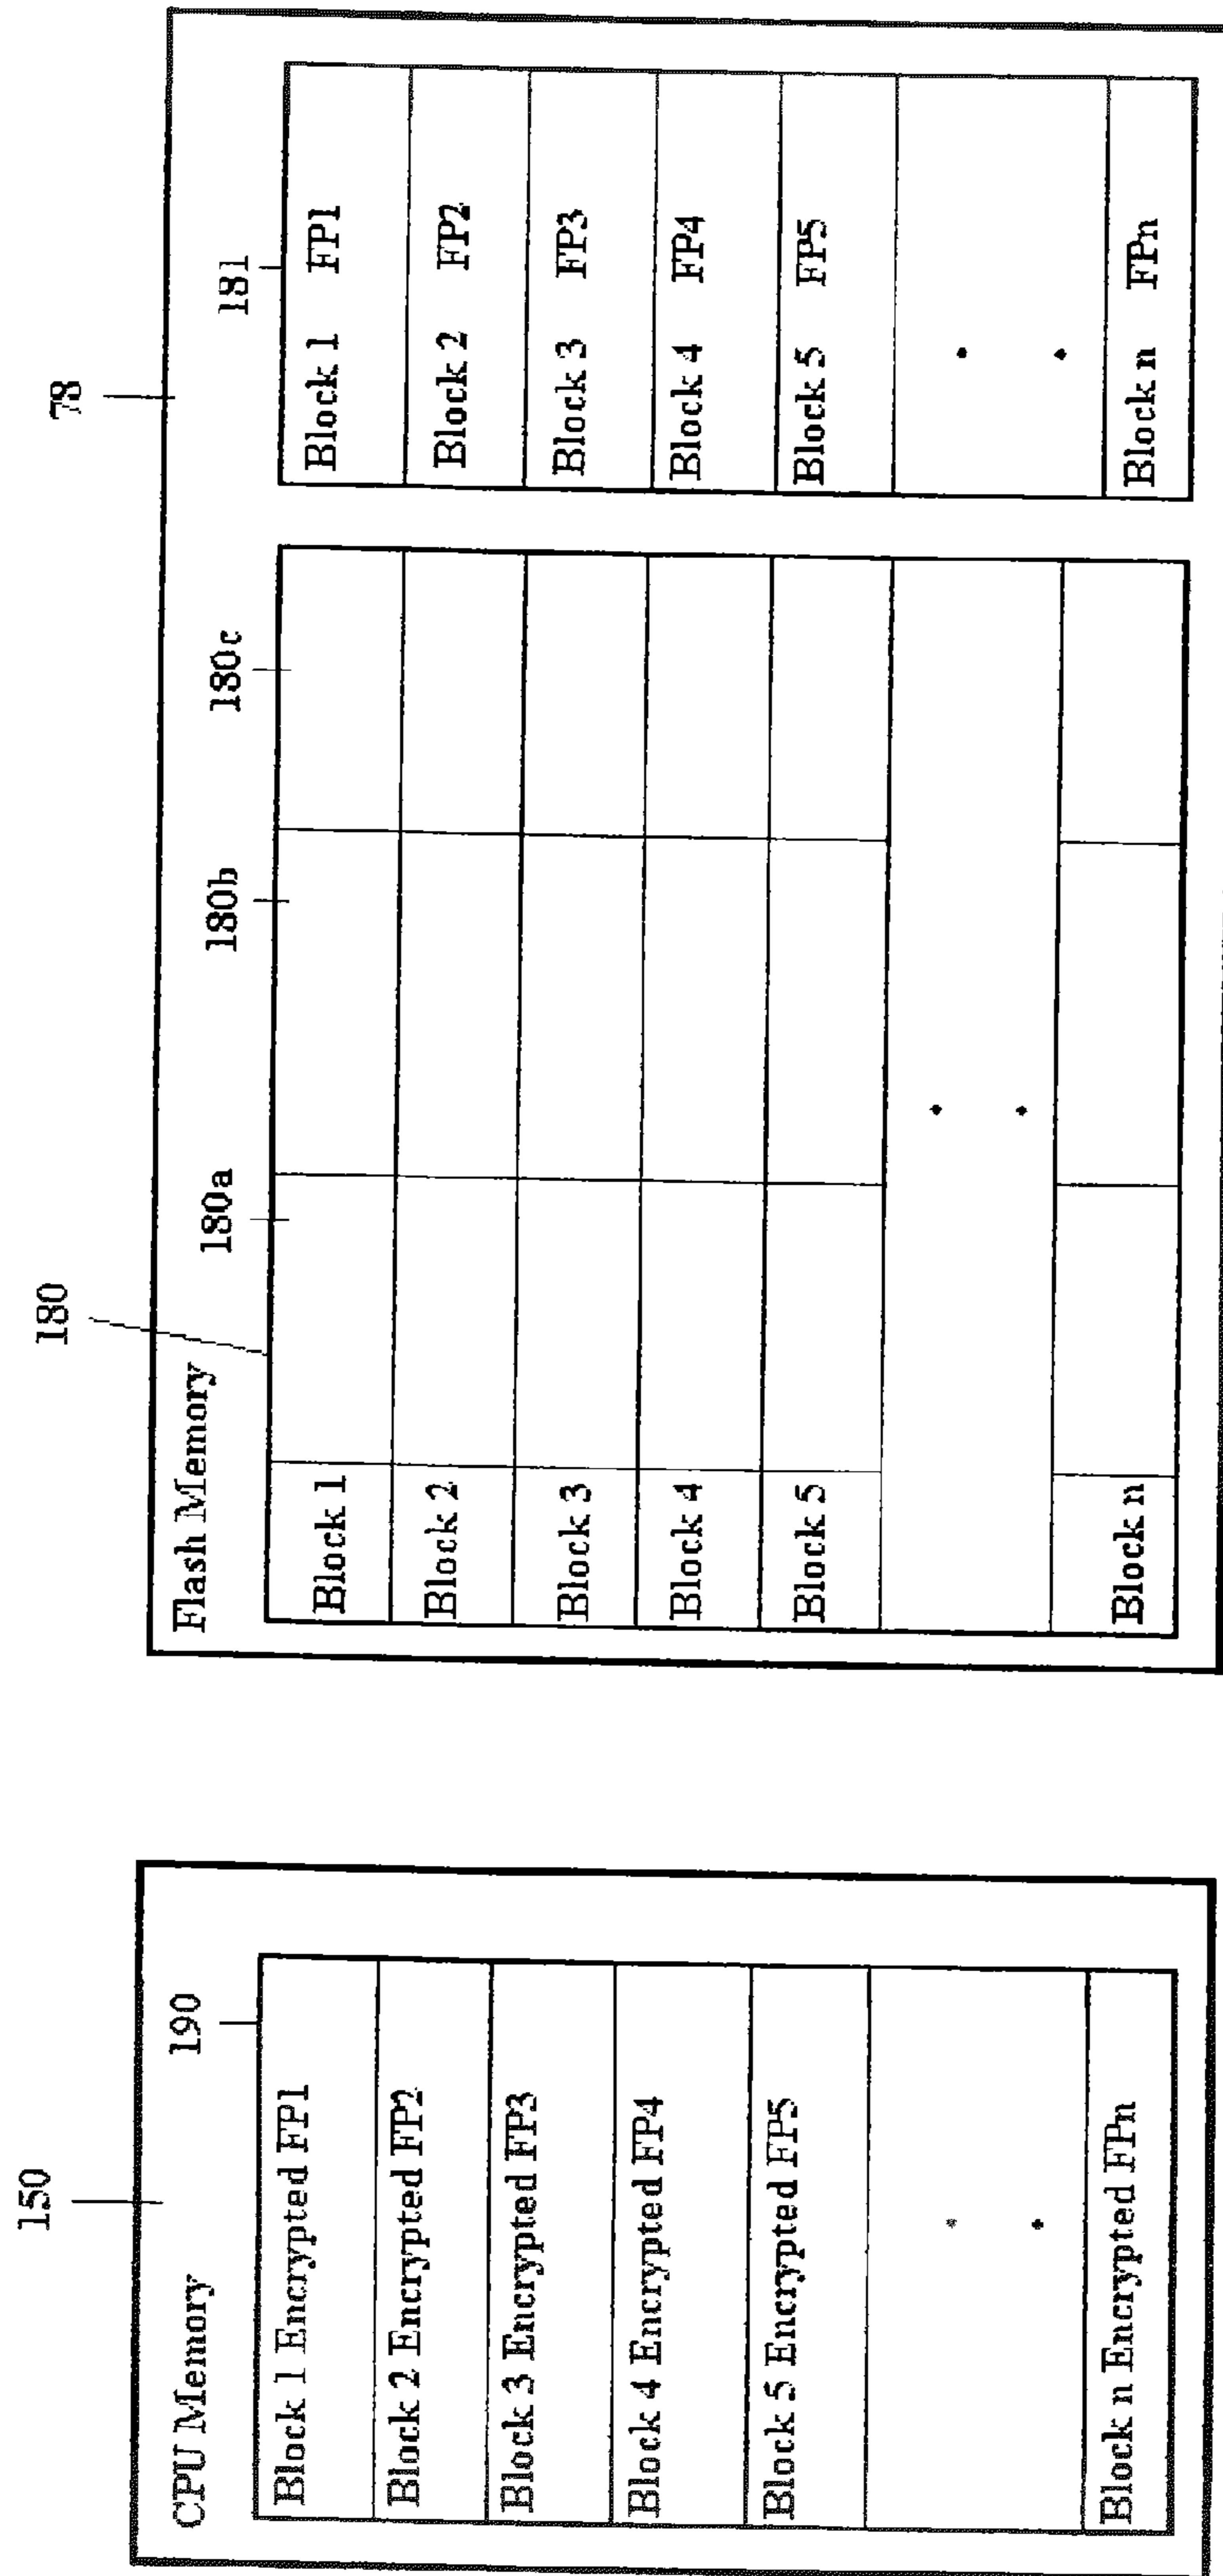 150
CPU Memory
190
Block 1 Encrypted FP1
Block 2 Encrypted FP2
Block 3 Encrypted FP3
Block 4 Encrypted FP4
Block 5 Encrypted FP5
Block n Encrypted FPn
180
78
Flash Memory
180a
180b
180c
181
Block 1
Block 2
Block 3
Block 4
Block 5
Block n
Block 1 FP1
Block 2 FP2
Block 3 FP3
Block 4 FP4
Block 5 FP5
Block n FPn